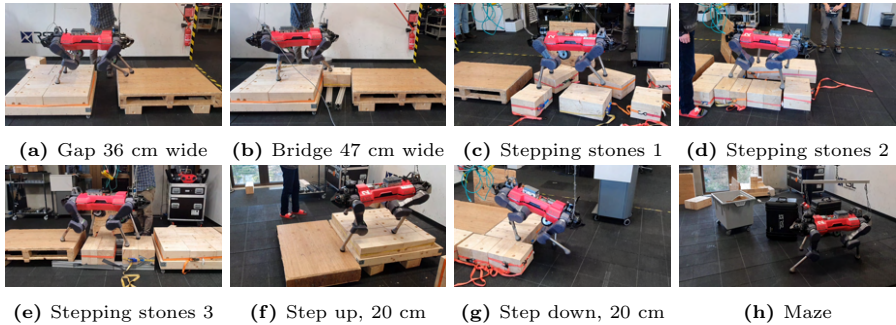 RSL
(a) Gap 36 cm wide
(b) Bridge 47 cm wide
(c) Stepping stones 1
(d) Stepping stones 2
(e) Stepping stones 3
(f) Step up, 20 cm
(g) Step down, 20 cm
(h) Maze